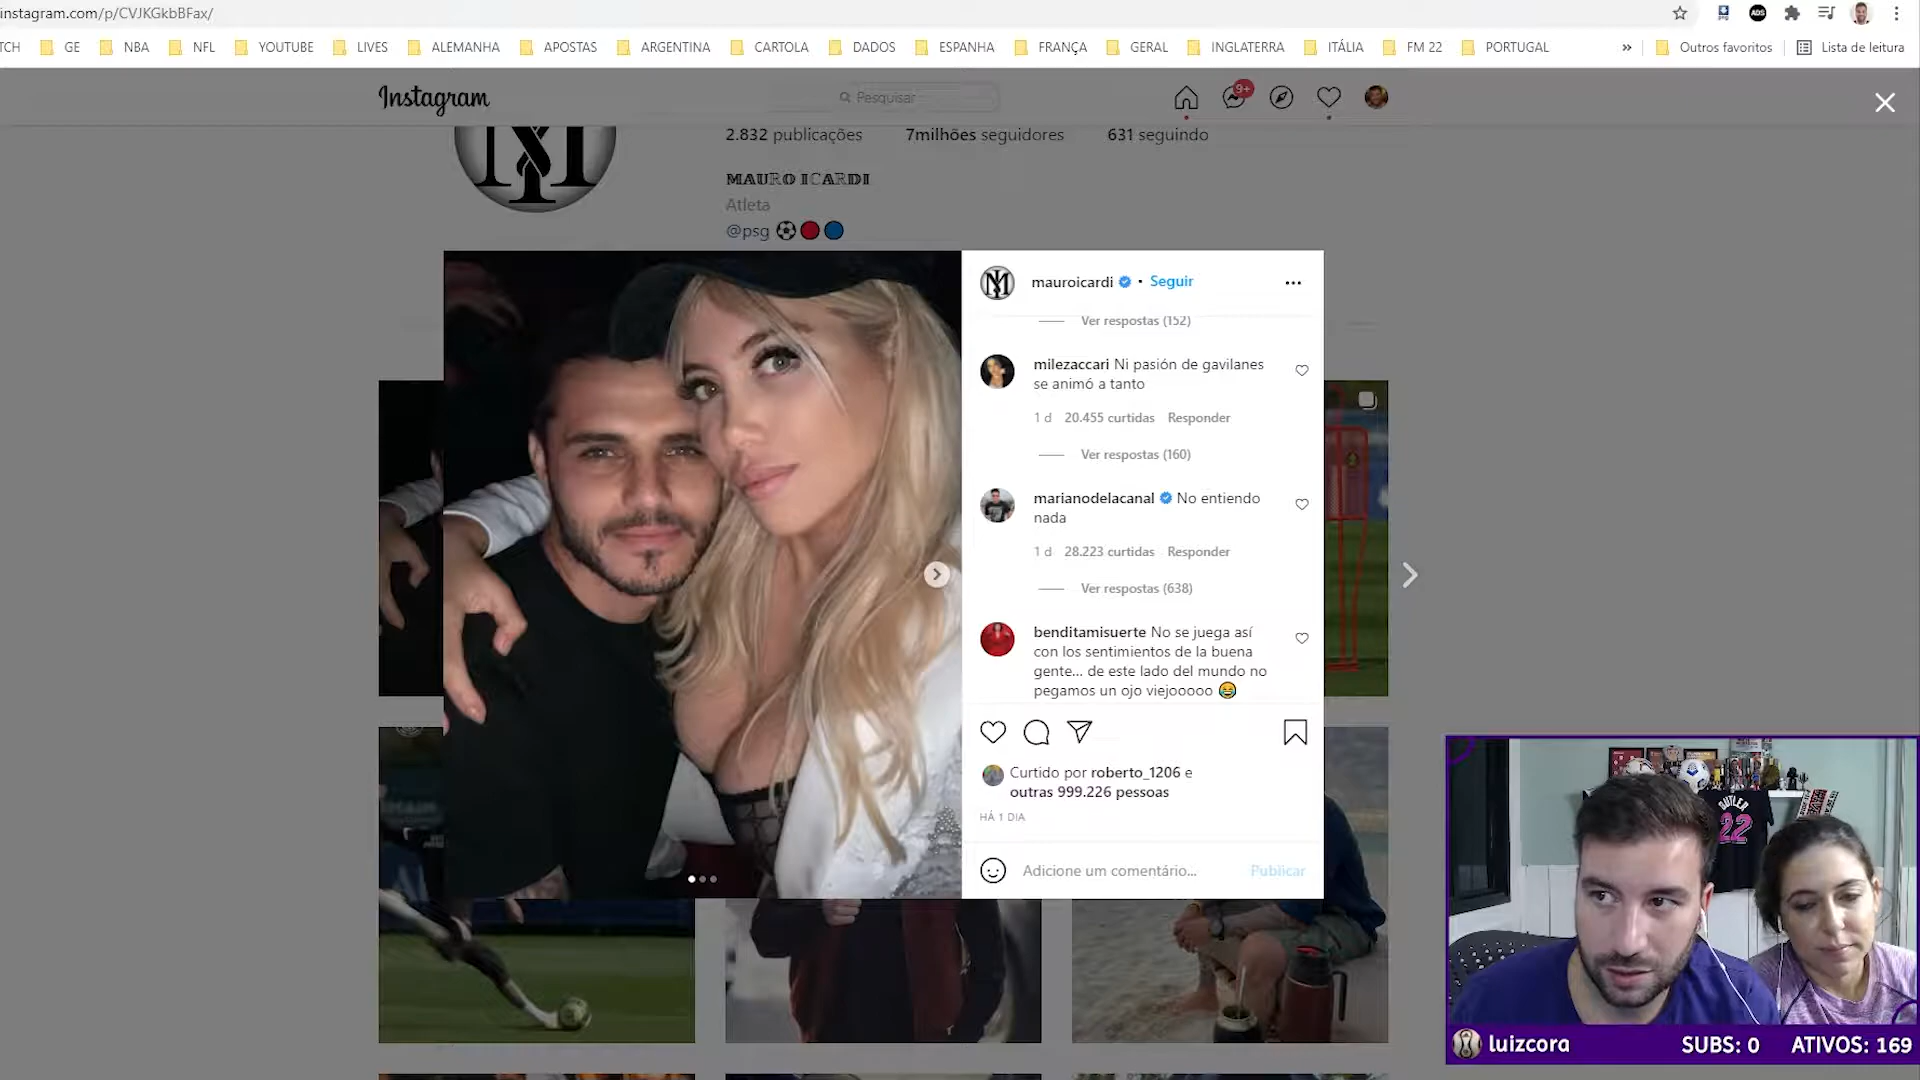 instagram.com/p/CVJKGkbBFax/
TCH GE NBA NFL YOUTUBE LIVES ALEMANHA APOSTAS ARGENTINA CARTOLA DADOS ESPANHA FRANÇA GERAL INGLATERRA ITÁLIA FM 22 PORTUGAL » Outros favoritos Lista de leitura
Instagram
Pesquisar
9+
2.832 publicações 7milhões seguidores 631 seguindo
MAURO ICARDI
Atleta
@psg ⚽🔴🔵
mauroicardi • Seguir
Ver respostas (152)
milezaccari Ni pasión de gavilanes
se animó a tanto
1 d 20.455 curtidas Responder
Ver respostas (160)
marianodelacanal No entiendo
nada
1 d 28.223 curtidas Responder
Ver respostas (638)
benditamisuerte No se juega así
con los sentimientos de la buena
gente... de este lado del mundo no
pegamos un ojo viejooooo 😂
Curtido por roberto_1206 e
outras 999.226 pessoas
HÁ 1 DIA
Adicione um comentário... Publicar
BUTLER
22
luizcora SUBS: 0 ATIVOS: 169